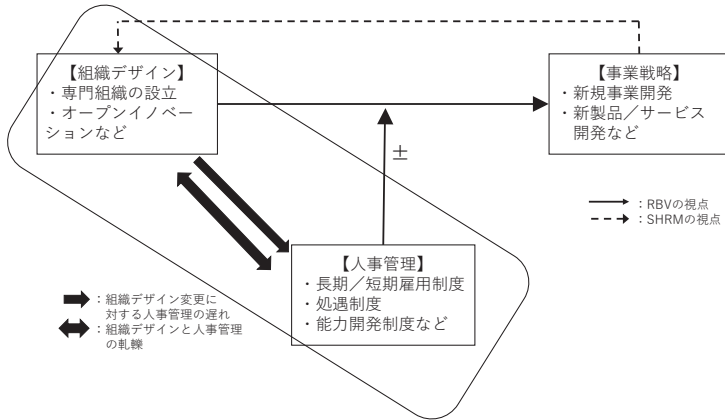 【組織デザイン】
・専門組織の設立
・オープンイノベー
ションなど
【事業戦略】
・新規事業開発
・新製品／サービス
開発など
±
：RBVの視点
：SHRMの視点
【人事管理】
・長期／短期雇用制度
・処遇制度
・能力開発制度など
：組織デザイン変更に
対する人事管理の遅れ
：組織デザインと人事管理
の軋轢